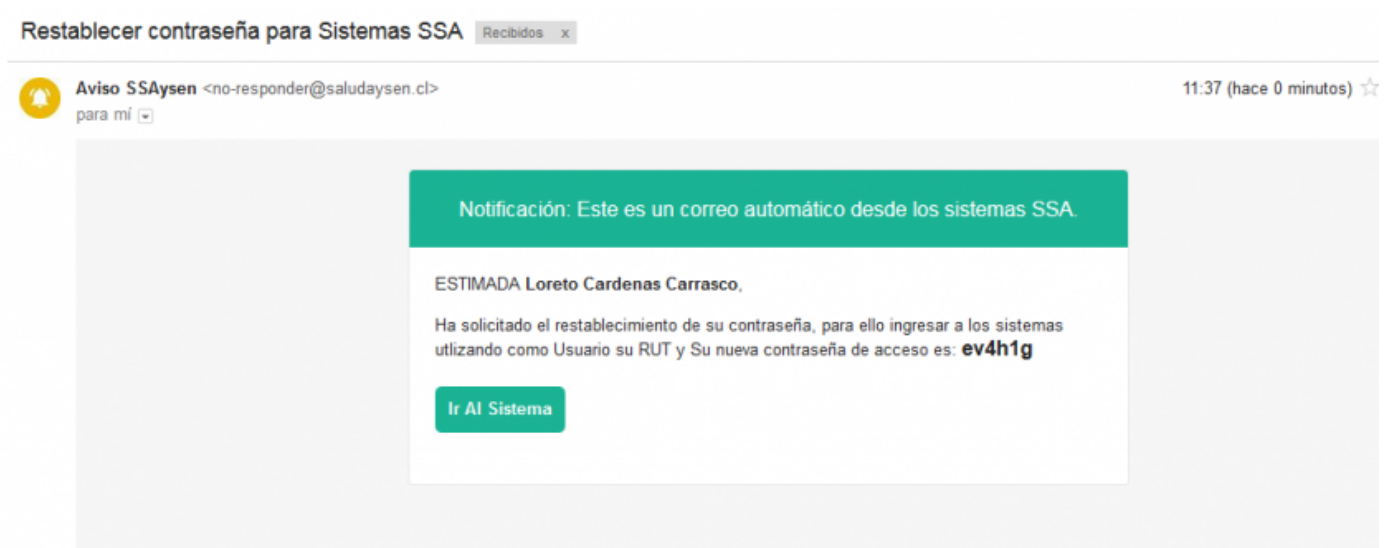 Restablecer contraseña para Sistemas SSA Recibidos x
Aviso SSAysen <no-responder@saludaysen.cl> 11:37 (hace 0 minutos)
para mí
Notificación: Este es un correo automático desde los sistemas SSA.
ESTIMADA Loreto Cardenas Carrasco,
Ha solicitado el restablecimiento de su contraseña, para ello ingresar a los sistemas
utlizando como Usuario su RUT y Su nueva contraseña de acceso es: ev4h1g
Ir Al Sistema